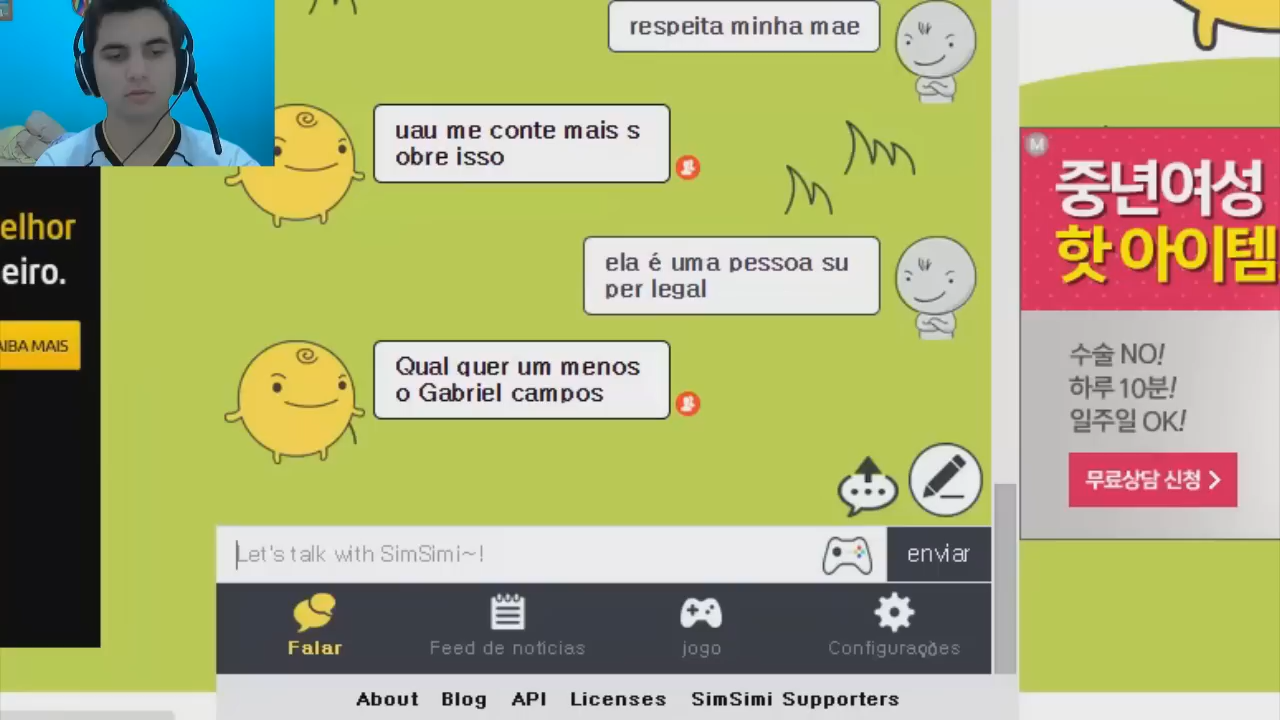 respeita minha mae
uau me conte mais s
obre isso
ela é uma pessoa su
per legal
Qual quer um menos
o Gabriel campos
Let's talk with SimSimi~!
enviar
Falar
Feed de notícias
jogo
Configurações
About Blog API Licenses SimSimi Supporters
elhor
eiro.
AIBA MAIS
M
중년여성
핫 아이템
수술 NO!
하루 10분!
일주일 OK!
무료상담 신청 >